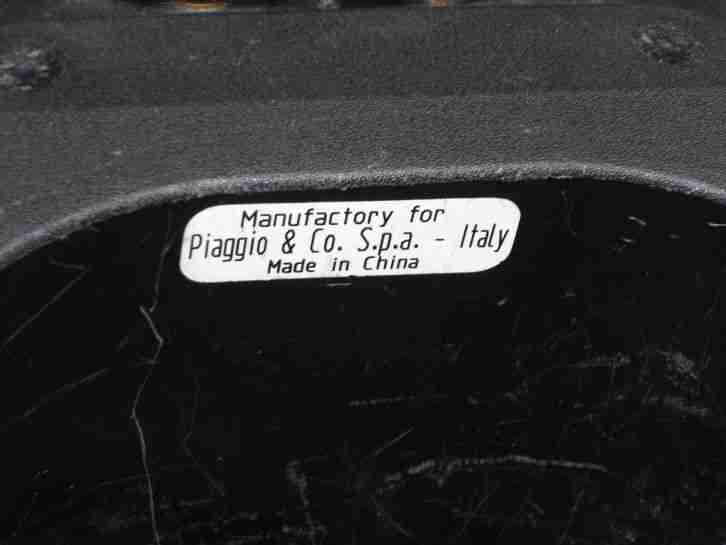 Manufactory for
Piaggio & Co. S.p.a. - Italy
Made in China